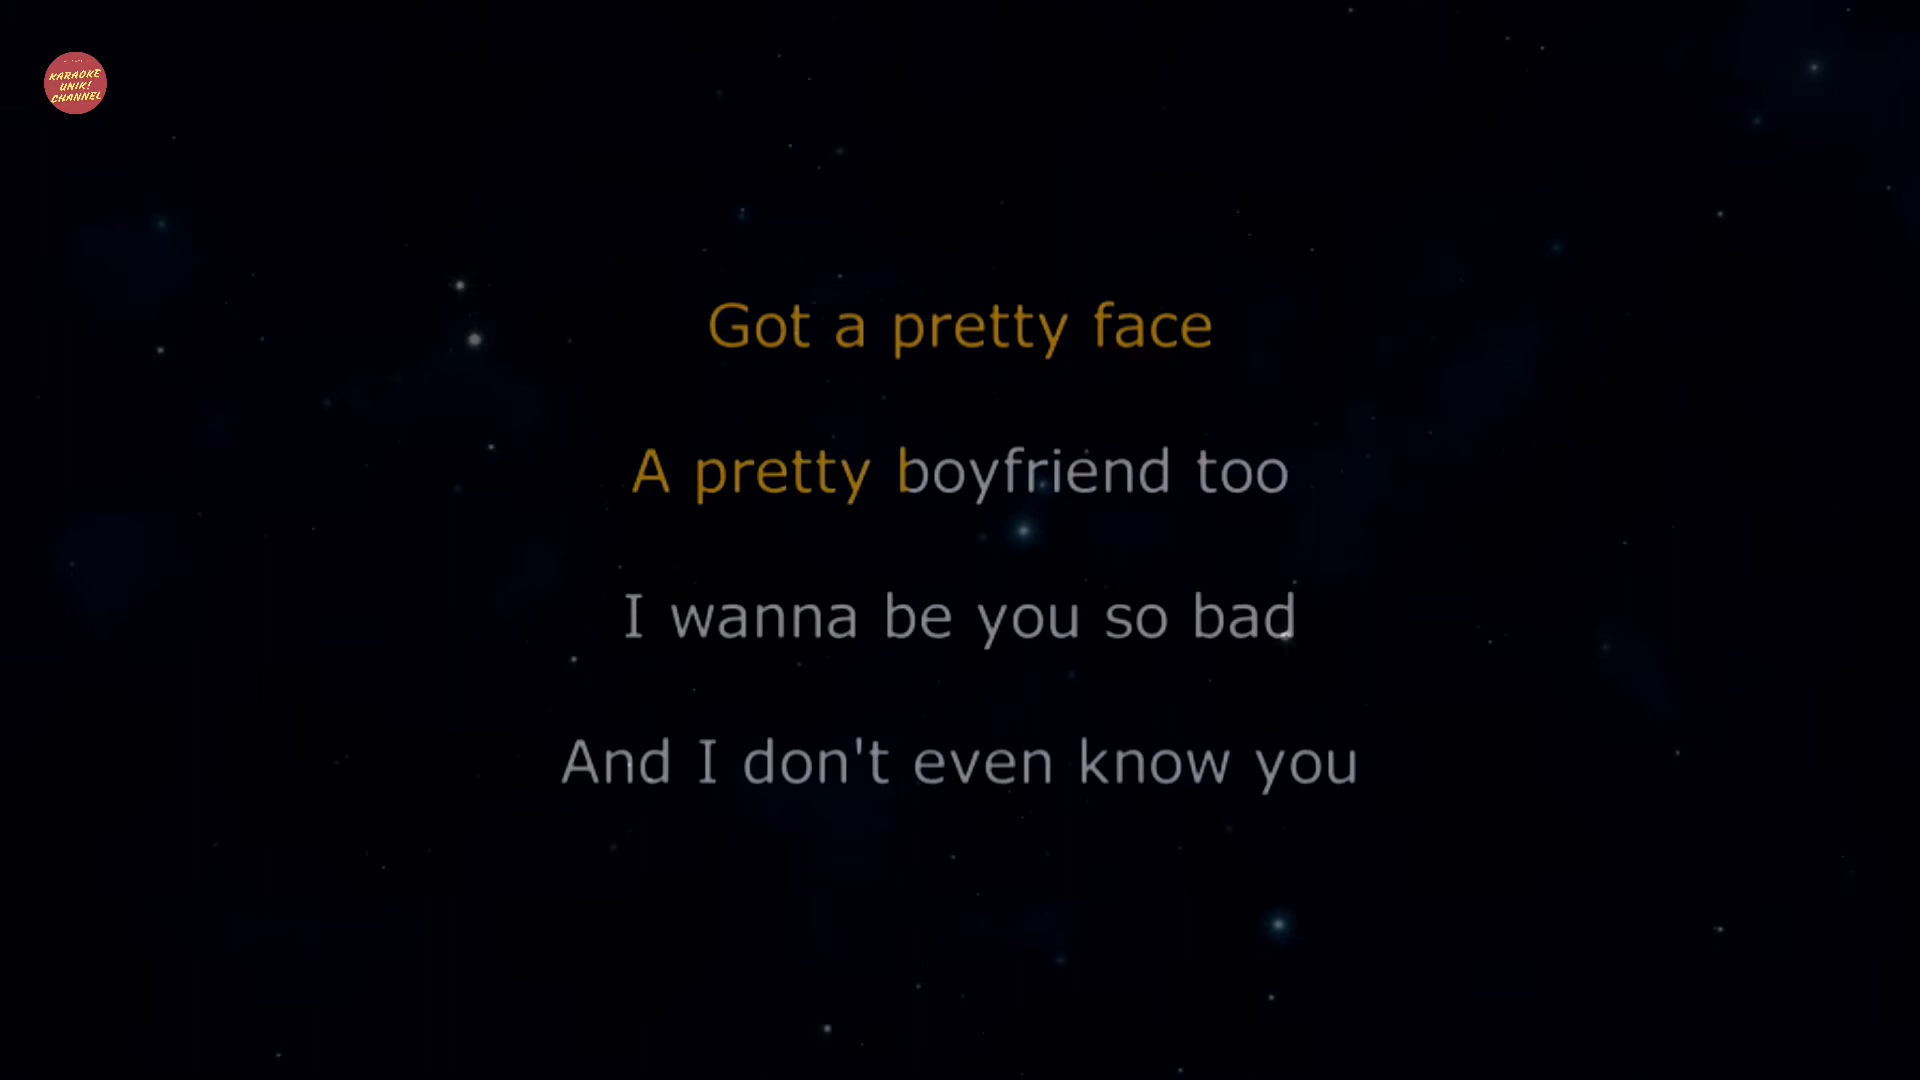 KARAOKE
UNIK!
CHANNEL
Got a pretty face
A pretty boyfriend too
I wanna be you so bad
And I don't even know you